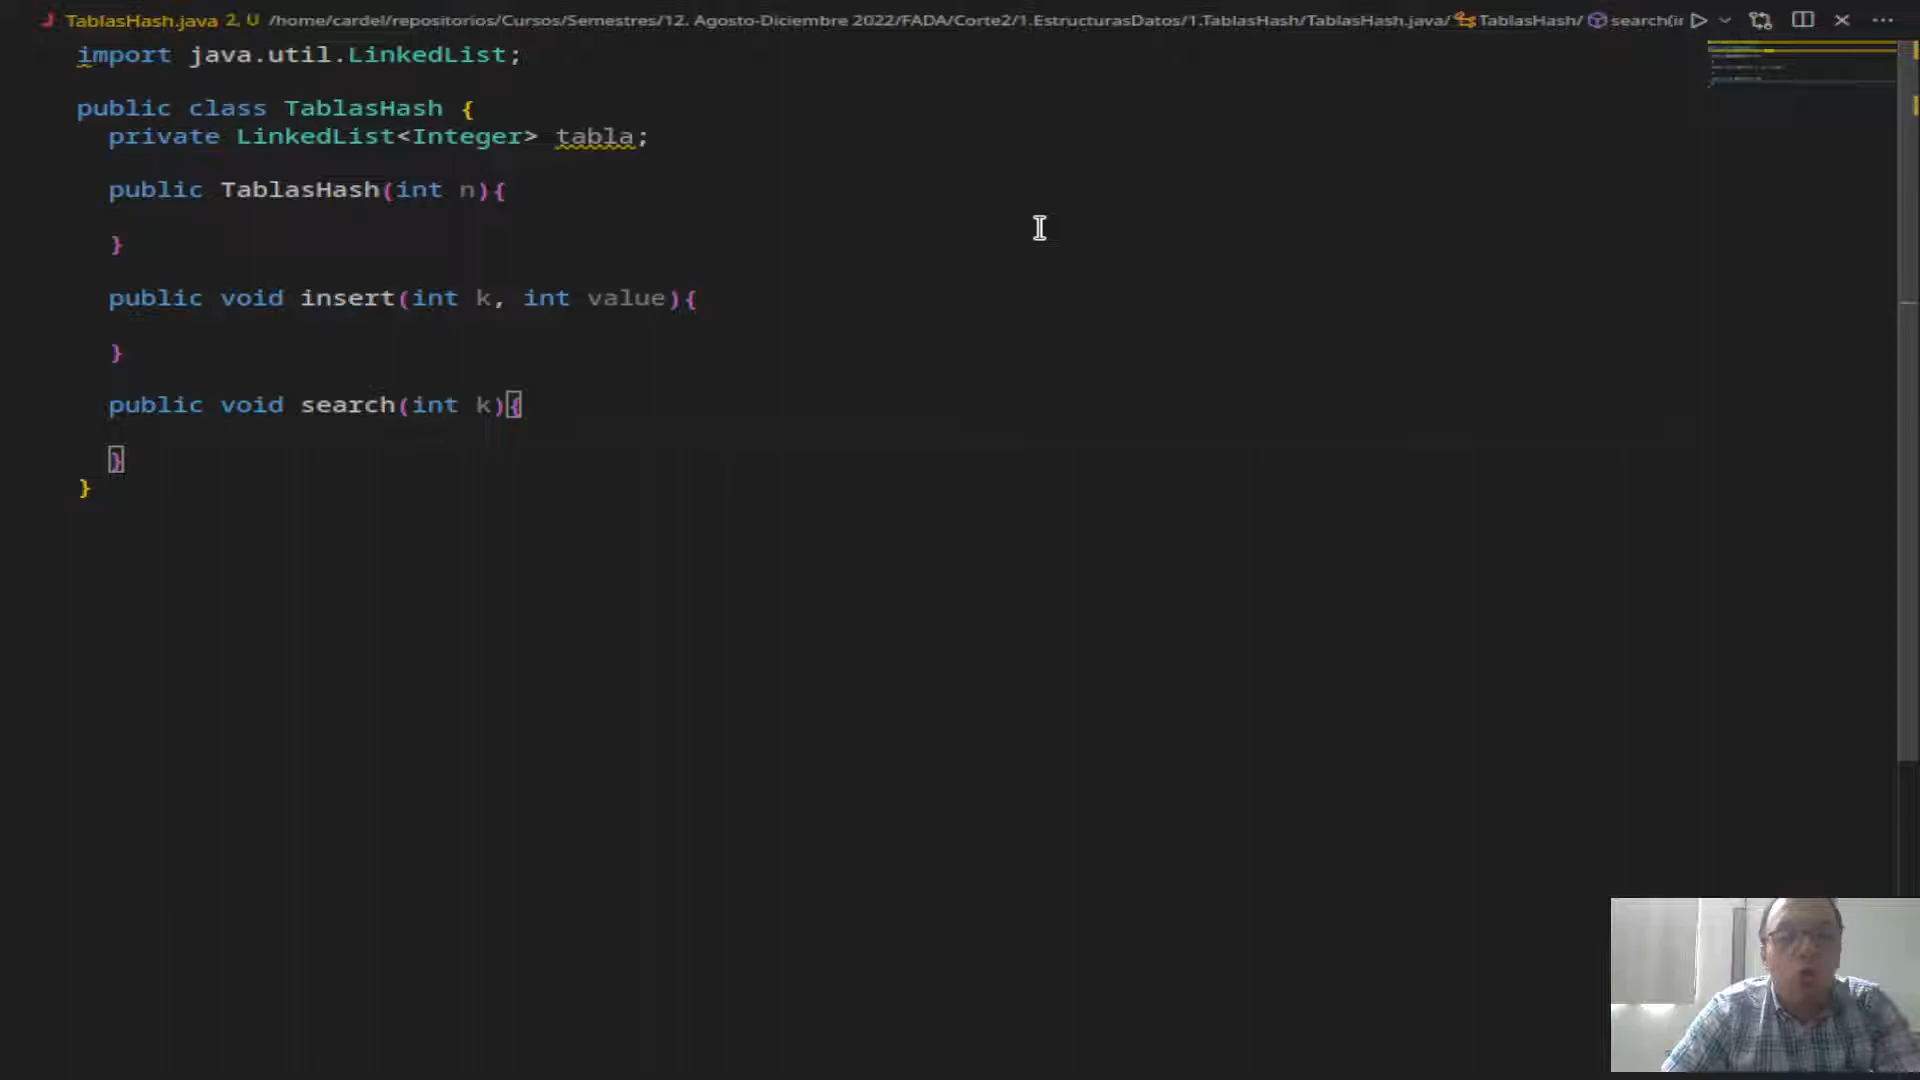 TablasHash.java 2, U /home/cardel/repositorios/Cursos/Semestres/12. Agosto-Diciembre 2022/FADA/Corte2/1.EstructurasDatos/1.TablasHash/TablasHash.java/ TablasHash/ search(ir
import java.util.LinkedList;
public class TablasHash {
private LinkedList<Integer> tabla;
public TablasHash(int n){
}
public void insert(int k, int value){
}
public void search(int k){
}
}